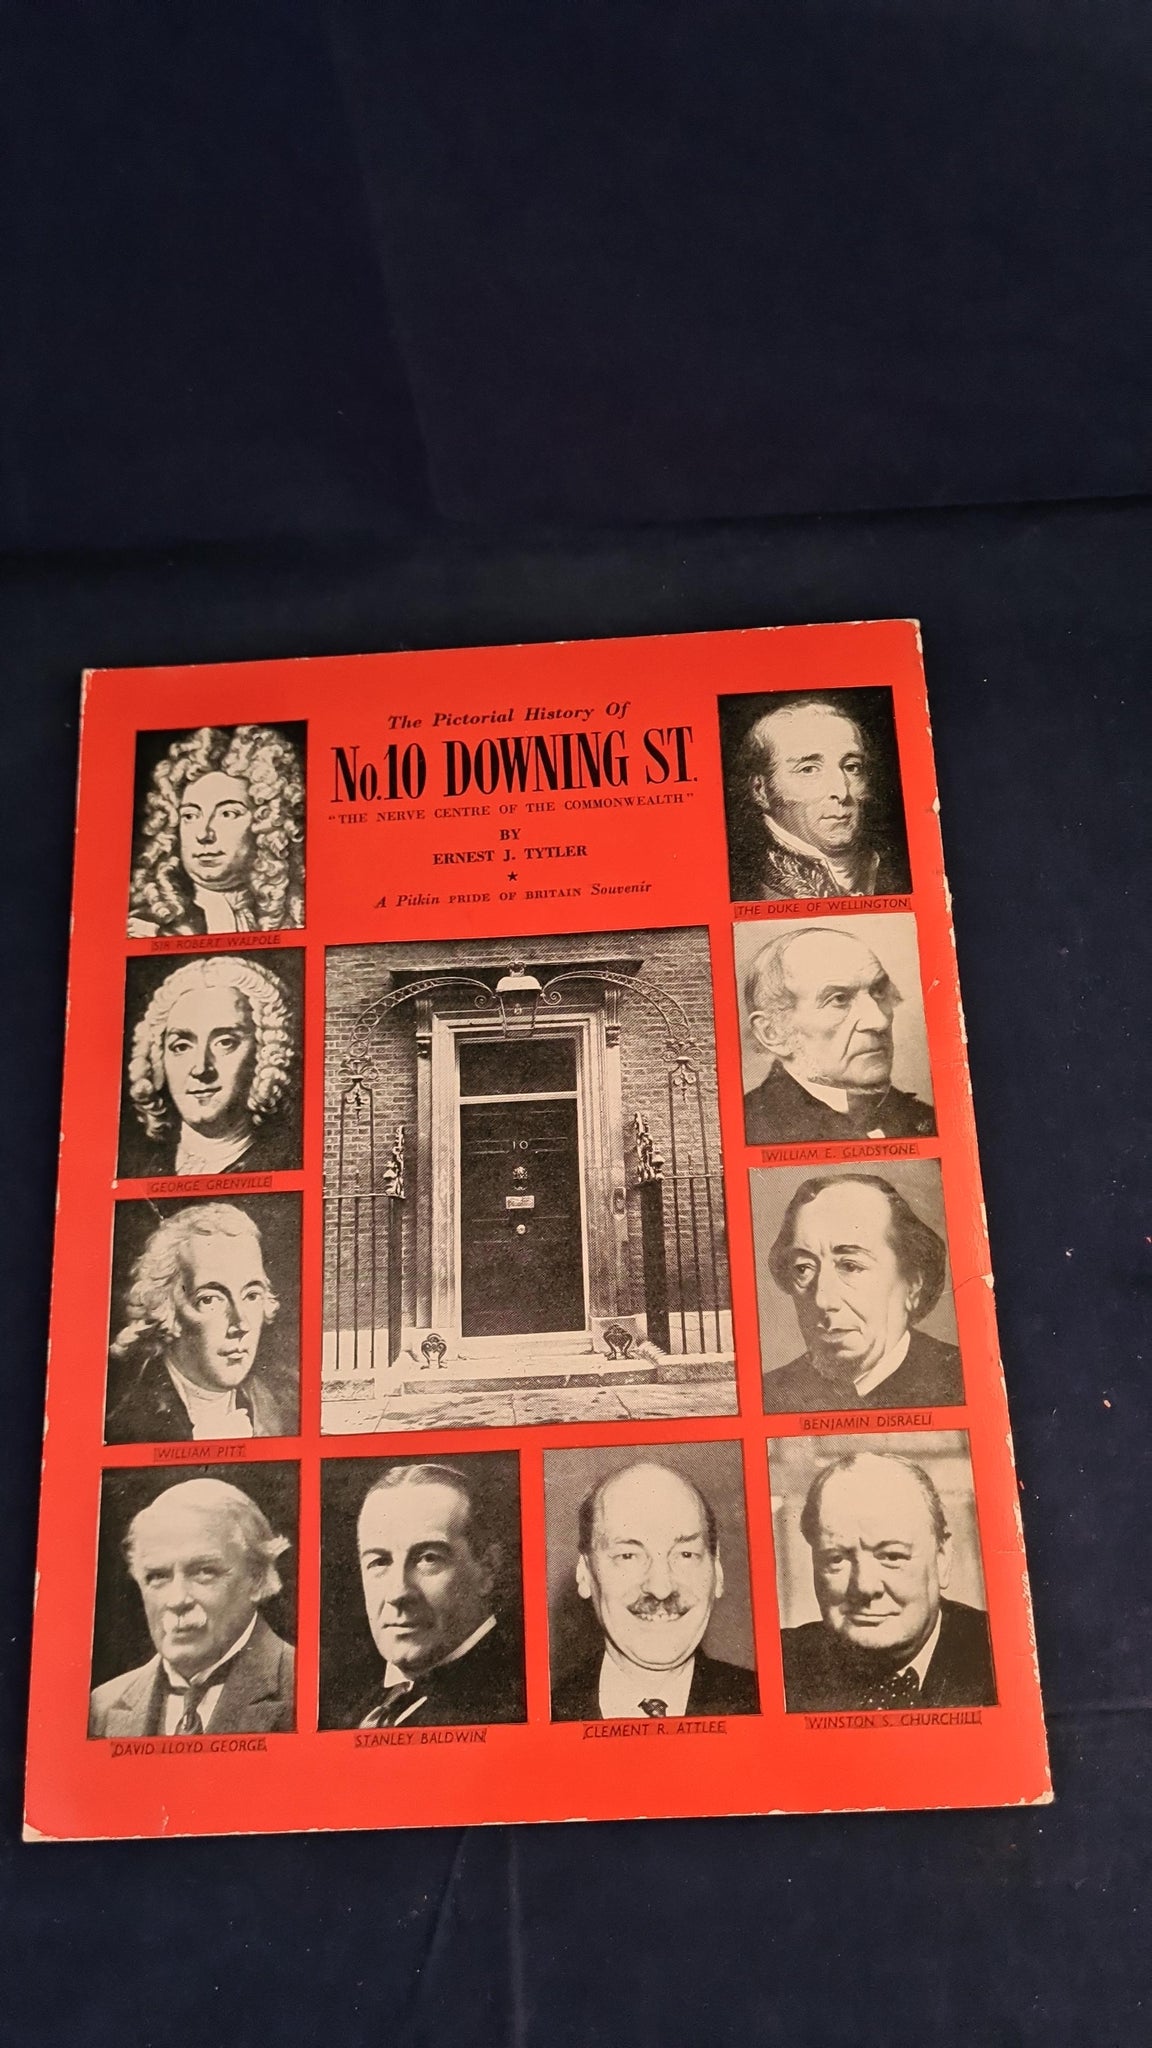 The Pictorial History Of
No.10 DOWNING ST.
"THE NERVE CENTRE OF THE COMMONWEALTH"
BY
ERNEST J. TYTLER
★
A Pitkin PRIDE OF BRITAIN Souvenir
SIR ROBERT WALPOLE
THE DUKE OF WELLINGTON
GEORGE GRENVILLE
WILLIAM E. GLADSTONE
10
WILLIAM PITT
BENJAMIN DISRAELI
DAVID LLOYD GEORGE
STANLEY BALDWIN
CLEMENT R. ATTLEE
WINSTON S. CHURCHILL